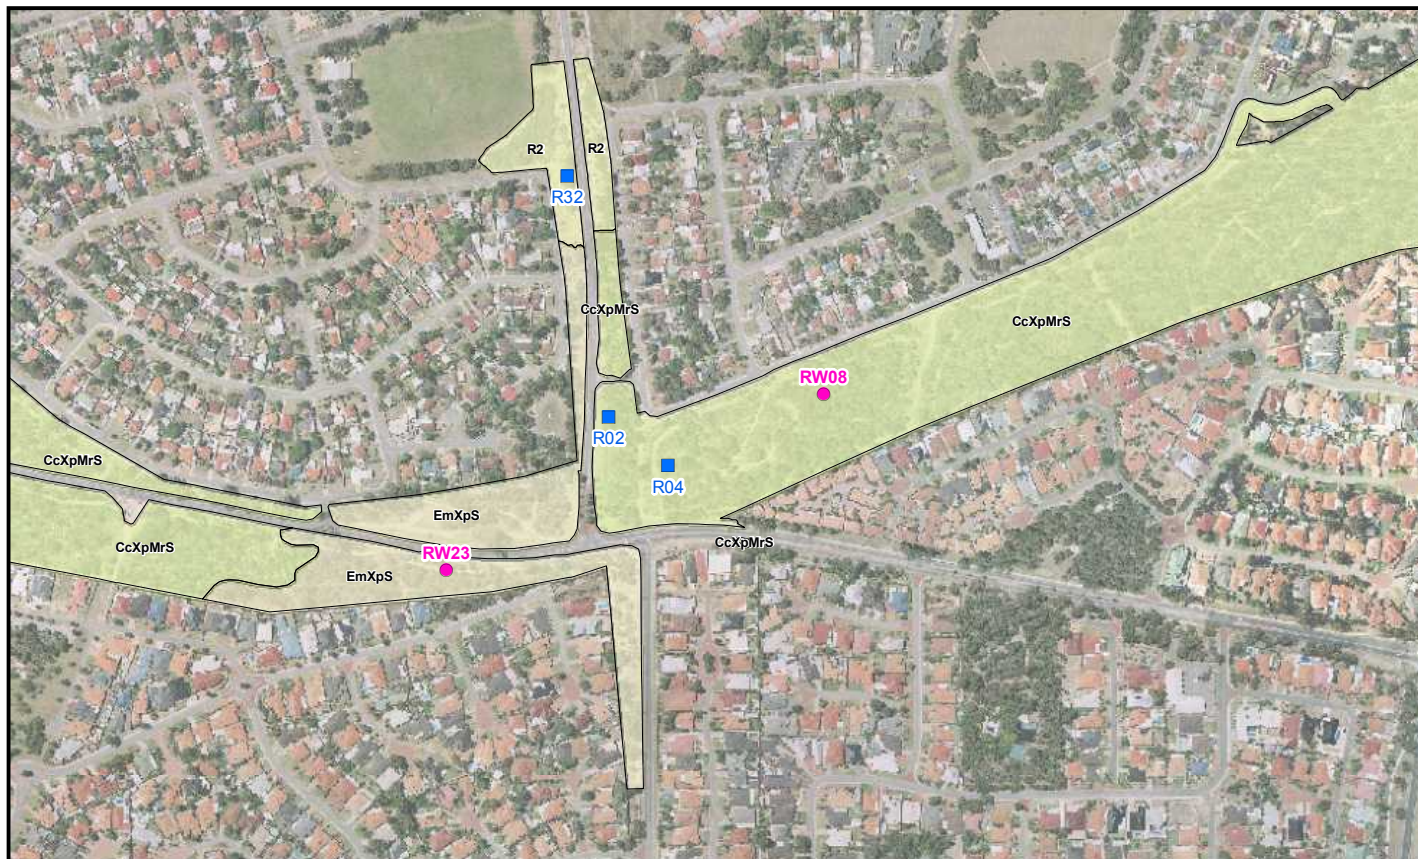 R2
R2
R32
CcXpMrS
CcXpMrS
RW08
R02
CcXpMrS
R04
EmXpS
CcXpMrS
CcXpMrS
RW23
EmXpS